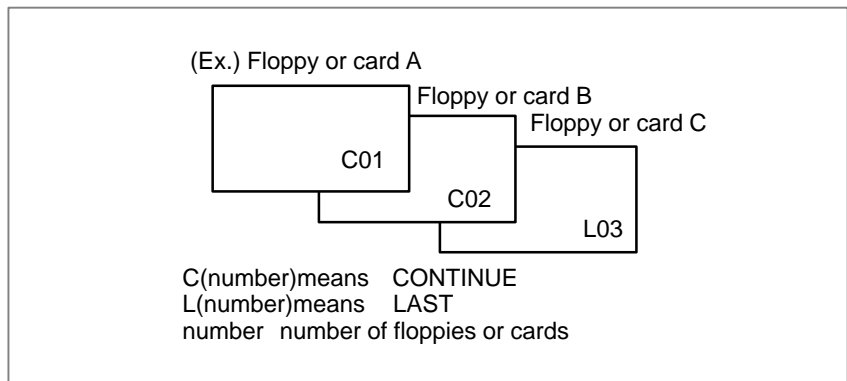 (Ex.) Floppy or card A
Floppy or card B
Floppy or card C
C01
C02
L03
C(number)means CONTINUE
L(number)means LAST
number number of floppies or cards